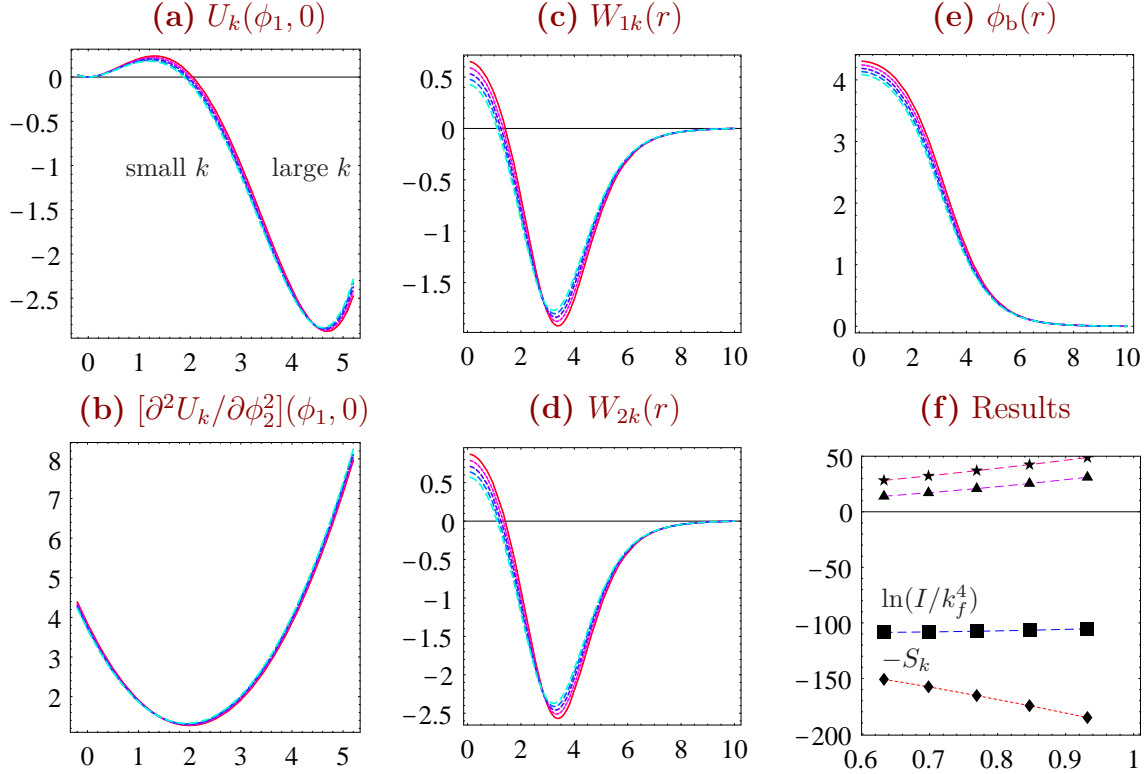 (a) U_k(ϕ_1, 0)
0
−0.5
−1
−1.5
−2
−2.5
small k
large k
0 1 2 3 4 5
(c) W_{1k}(r)
0.5
0
−0.5
−1
−1.5
0 2 4 6 8 10
(e) ϕ_b(r)
4
3
2
1
0
0 2 4 6 8 10
(b) [∂²U_k/∂ϕ_2²](ϕ_1, 0)
8
7
6
5
4
3
2
0 1 2 3 4 5
(d) W_{2k}(r)
0.5
0
−0.5
−1
−1.5
−2
−2.5
0 2 4 6 8 10
(f) Results
50
0
−50
−100
−150
−200
ln(I/k_f^4)
−S_k
0.6 0.7 0.8 0.9 1